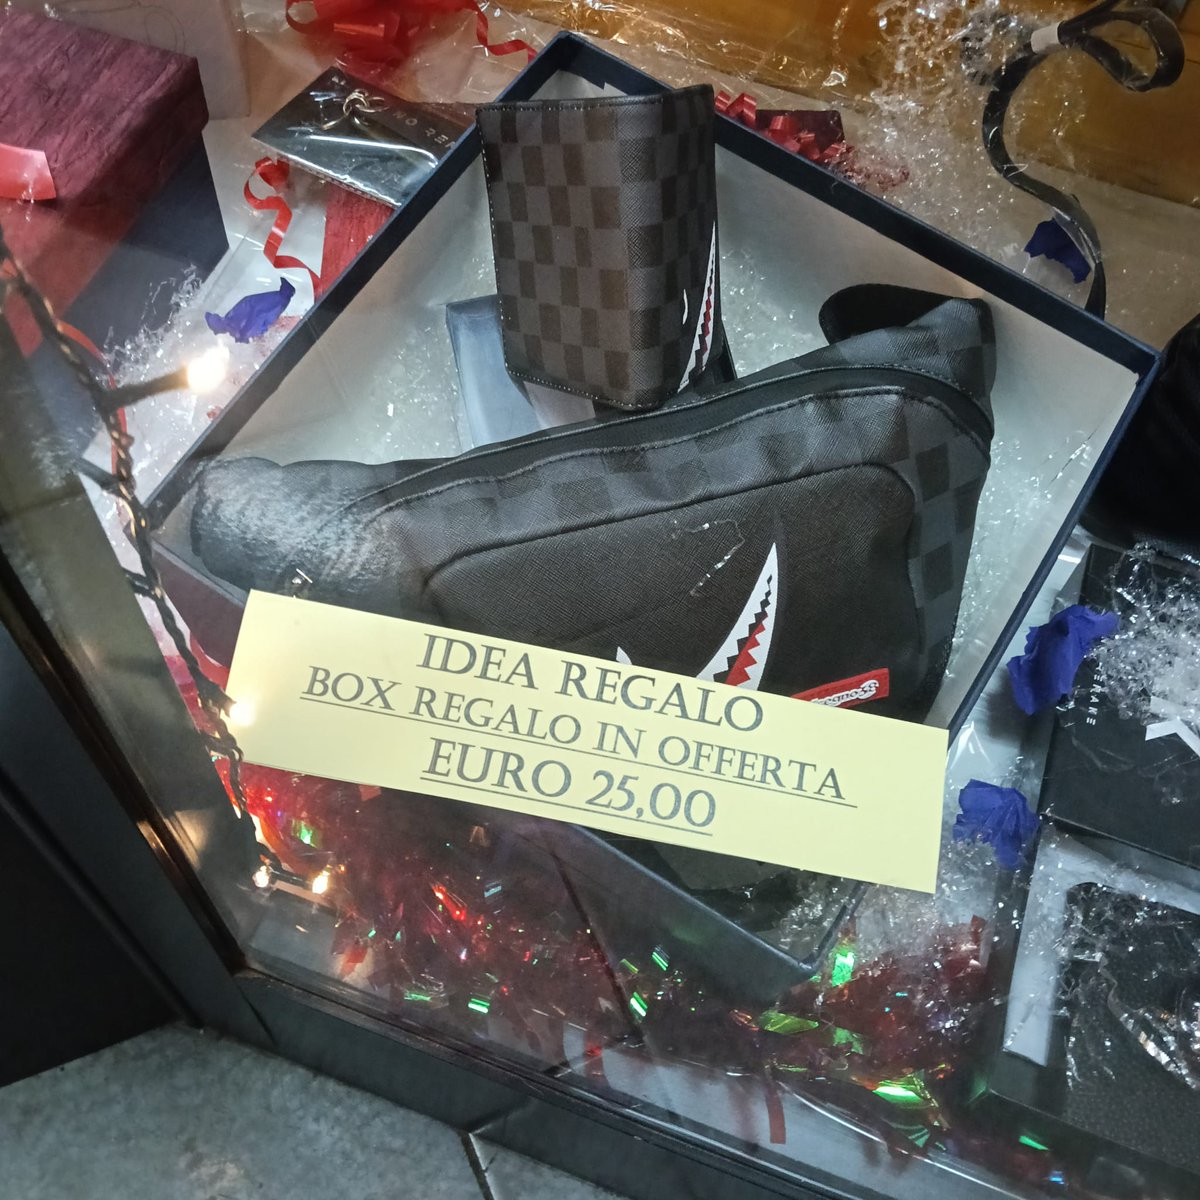 IDEA REGALO
BOX REGALO IN OFFERTA
EURO 25,00